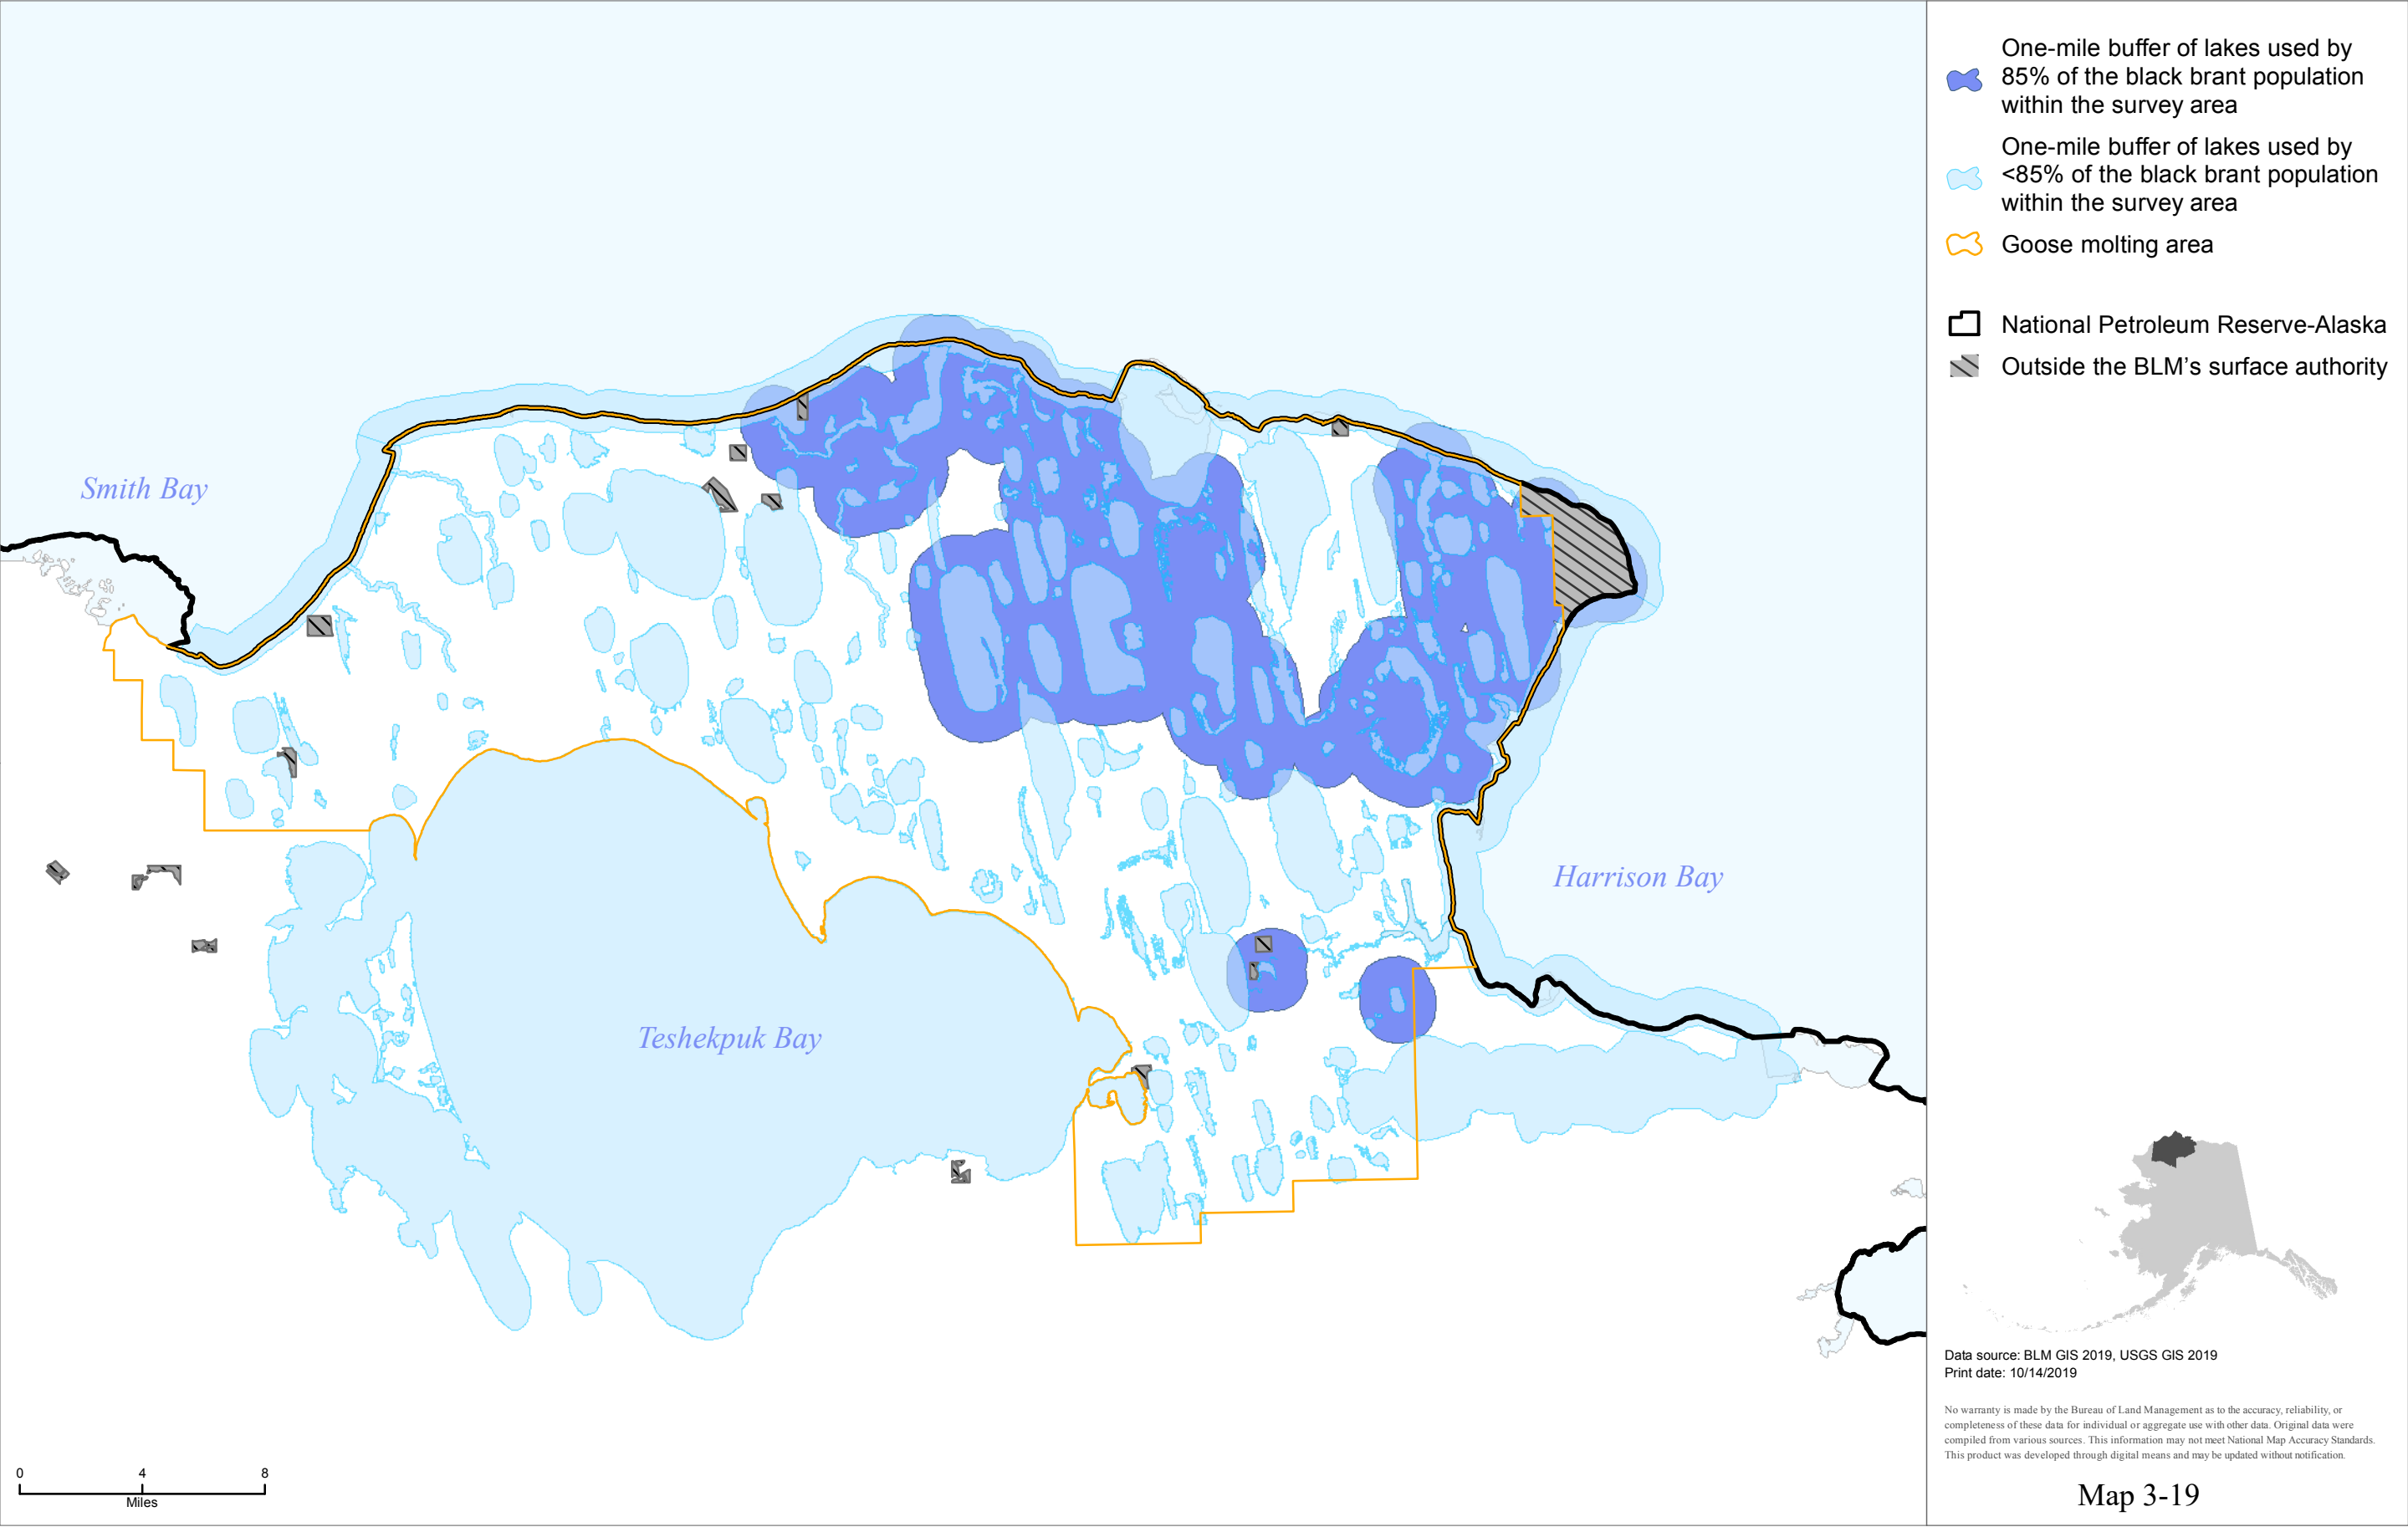 One-mile buffer of lakes used by
85% of the black brant population
within the survey area
One-mile buffer of lakes used by
<85% of the black brant population
within the survey area
Goose molting area
National Petroleum Reserve-Alaska
Outside the BLM's surface authority
Smith Bay
Harrison Bay
Teshekpuk Bay
0 4 8
Miles
Data source: BLM GIS 2019, USGS GIS 2019
Print date: 10/14/2019
No warranty is made by the Bureau of Land Management as to the accuracy, reliability, or
completeness of these data for individual or aggregate use with other data. Original data were
compiled from various sources. This information may not meet National Map Accuracy Standards.
This product was developed through digital means and may be updated without notification.
Map 3-19